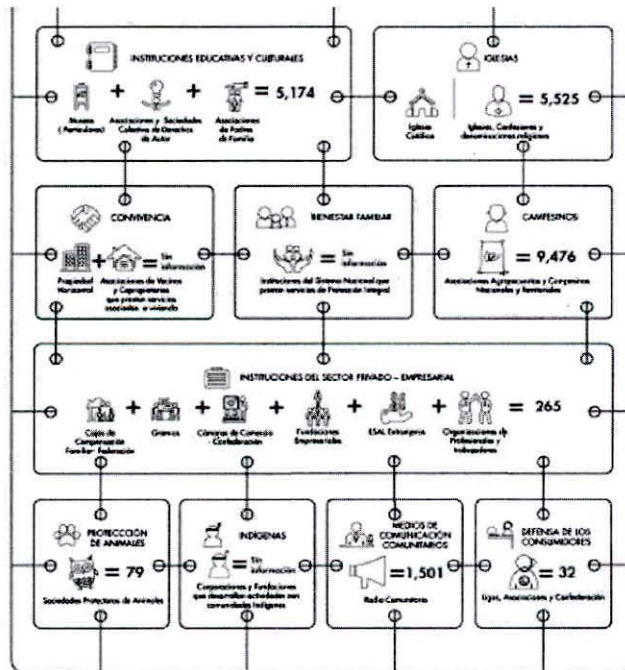 INSTITUCIONES EDUCATIVAS Y CULTURALES
Museos
(Particulares)
+
Asociaciones y Sociedades
Colectiva de Derechos
de Autor
+
Asociaciones
de Padres
de Familia
= 5,174
IGLESIAS
Iglesia
Católica
Iglesias, Confesiones y
denominaciones religiosas
= 5,525
CONVIVENCIA
Propiedad
Horizontal
+
Asociaciones de Vecinos
y Copropietarios
que prestan servicios
asociados a vivienda
= Sin
información
BIENESTAR FAMILIAR
= Sin
información
Instituciones del Sistema Nacional que
prestan servicios de Protección Integral
CAMPESINOS
= 9,476
Asociaciones Agropecuarias y Campesinas
Nacionales y Territoriales
INSTITUCIONES DEL SECTOR PRIVADO – EMPRESARIAL
Cajas de
Compensación
Familiar- Federación
+
Gremios
+
Cámaras de Comercio
- Confederación
+
Fundaciones
Empresariales
+
ESAL Extranjeras
+
Organizaciones de
Profesionales y
trabajadores
= 265
PROTECCCIÓN
DE ANIMALES
= 79
Sociedades Protectoras de Animales
INDÍGENAS
= Sin
información
Corporaciones y Fundaciones
que desarrollan actividades con
comunidades Indígenas
MEDIOS DE
COMUNICACIÓN
COMUNITARIOS
=1,501
Radio Comunitaria
DEFENSA DE LOS
CONSUMIDORES
= 32
Ligas, Asociaciones y Confederación